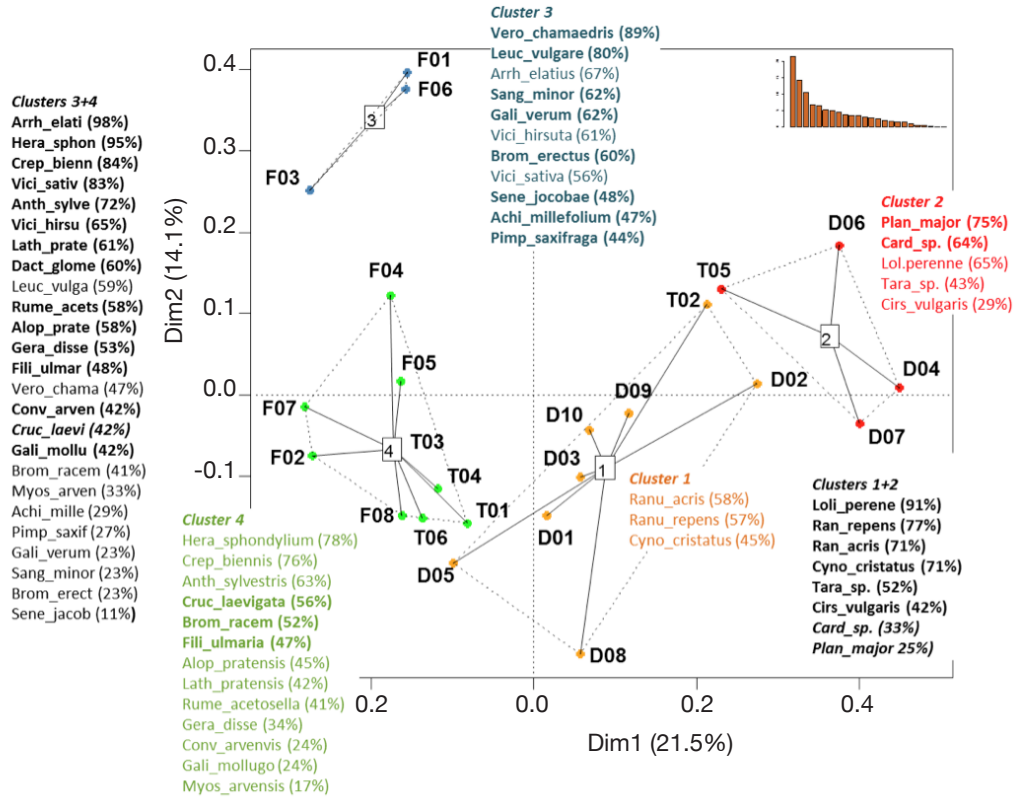 Cluster 3
Vero_chamaedris (89%)
Leuc_vulgare (80%)
Arrh_elatius (67%)
Sang_minor (62%)
Gali_verum (62%)
Vici_hirsuta (61%)
Brom_erectus (60%)
Vici_sativa (56%)
Sene_jocobae (48%)
Achi_millefolium (47%)
Pimp_saxifraga (44%)
Clusters 3+4
Arrh_elati (98%)
Hera_sphon (95%)
Crep_bienn (84%)
Vici_sativ (83%)
Anth_sylve (72%)
Vici_hirsu (65%)
Lath_prate (61%)
Dact_glome (60%)
Leuc_vulga (59%)
Rume_acets (58%)
Alop_prate (58%)
Gera_disse (53%)
Fili_ulmar (48%)
Vero_chama (47%)
Conv_arven (42%)
Cruc_laevi (42%)
Gali_mollu (42%)
Brom_racem (41%)
Myos_arven (33%)
Achi_mille (29%)
Pimp_saxif (27%)
Gali_verum (23%)
Sang_minor (23%)
Brom_erect (23%)
Sene_jacob (11%)
Dim2 (14.1%)
0.4
0.3
0.2
0.1
0.0
-0.1
F01
F06
3
F03
F04
F05
F07
F02
4
T03
T04
F08
T06
T01
D05
T05
T02
D06
2
D04
D07
D02
D09
D10
D03
1
D01
D08
Cluster 2
Plan_major (75%)
Card_sp. (64%)
Lol.perenne (65%)
Tara_sp. (43%)
Cirs_vulgaris (29%)
Cluster 1
Ranu_acris (58%)
Ranu_repens (57%)
Cyno_cristatus (45%)
Clusters 1+2
Loli_perene (91%)
Ran_repens (77%)
Ran_acris (71%)
Cyno_cristatus (71%)
Tara_sp. (52%)
Cirs_vulgaris (42%)
Card_sp. (33%)
Plan_major 25%)
Cluster 4
Hera_sphondylium (78%)
Crep_biennis (76%)
Anth_sylvestris (63%)
Cruc_laevigata (56%)
Brom_racem (52%)
Fili_ulmaria (47%)
Alop_pratensis (45%)
Lath_pratensis (42%)
Rume_acetosella (41%)
Gera_disse (34%)
Conv_arvenvis (24%)
Gali_mollugo (24%)
Myos_arvensis (17%)
0.2
0.0
0.2
0.4
Dim1 (21.5%)